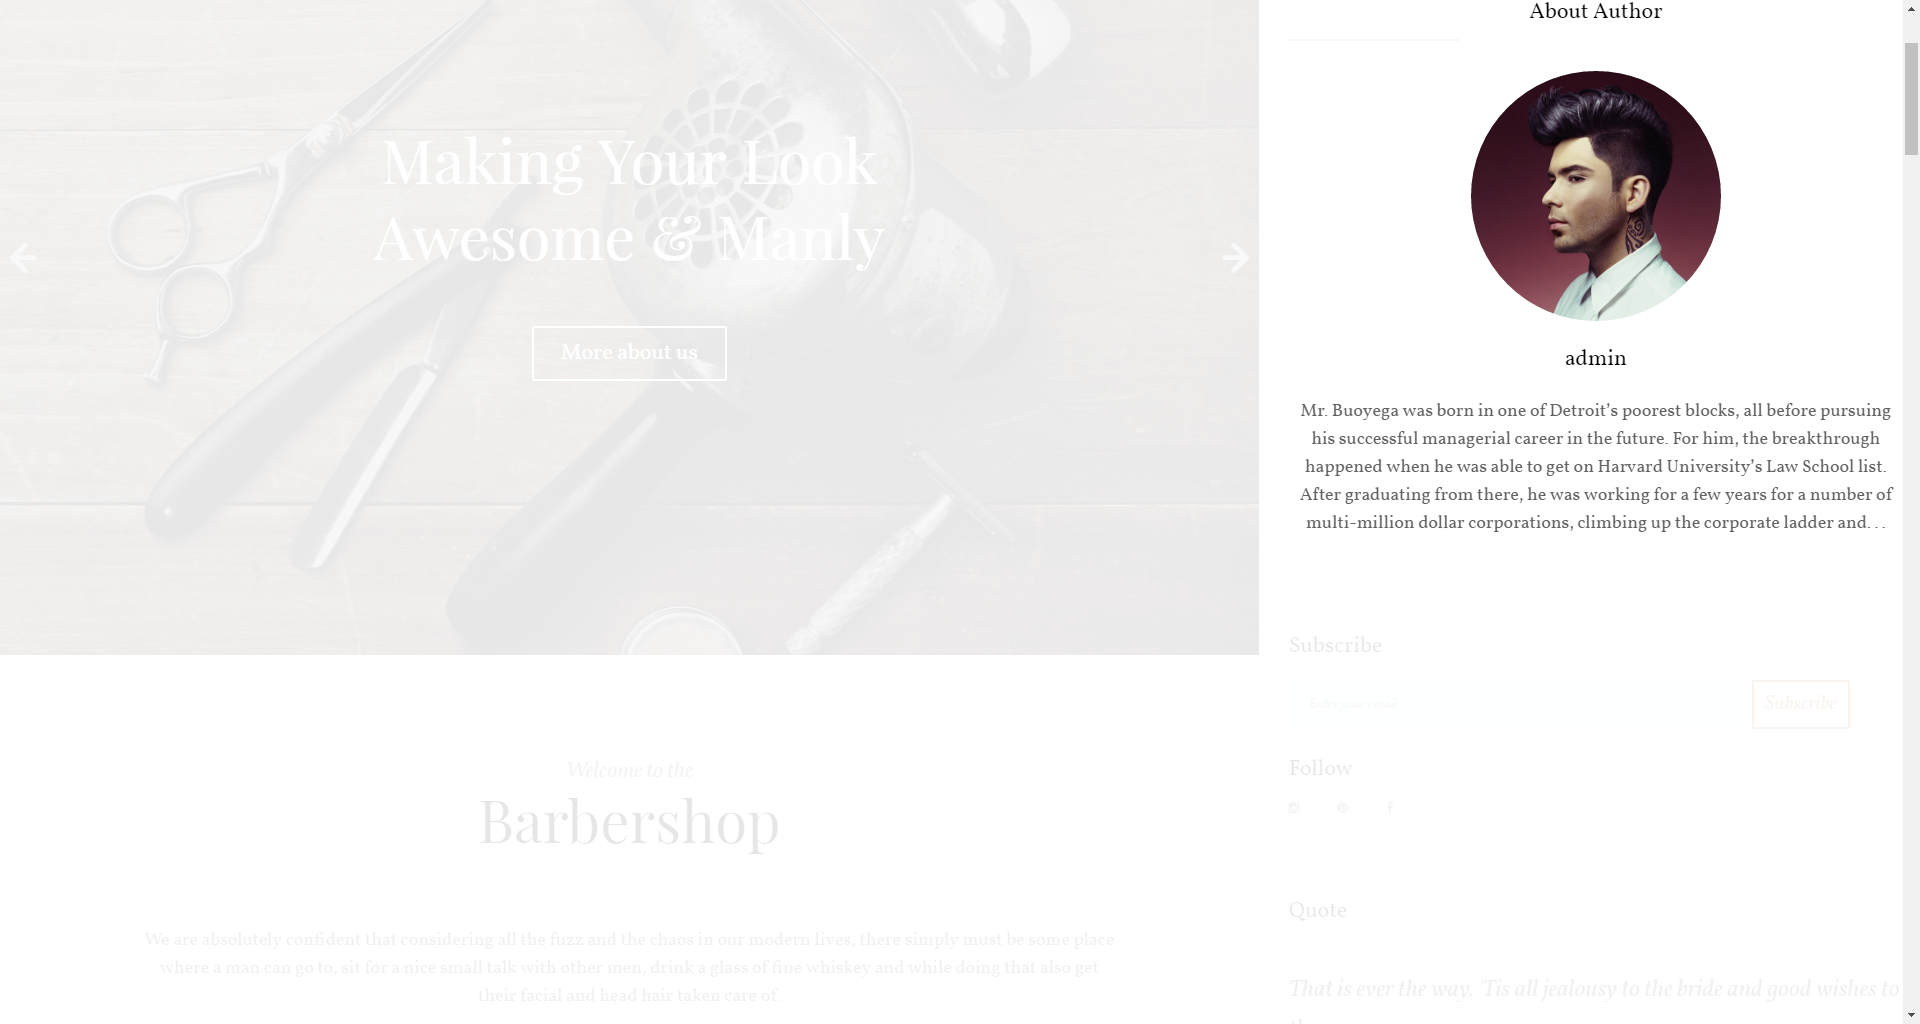 Making Your Look
Awesome & Manly
More about us
Welcome to the
Barbershop
We are absolutely confident that considering all the fuzz and the chaos in our modern lives, there simply must be some place
where a man can go to, sit for a nice small talk with other men, drink a glass of fine whiskey and while doing that also get
their facial and head hair taken care of.
About Author
admin
Mr. Buoyega was born in one of Detroit’s poorest blocks, all before pursuing
his successful managerial career in the future. For him, the breakthrough
happened when he was able to get on Harvard University’s Law School list.
After graduating from there, he was working for a few years for a number of
multi-million dollar corporations, climbing up the corporate ladder and. . .
Subscribe
Enter your email
Subscribe
Follow
Quote
That is ever the way. 'Tis all jealousy to the bride and good wishes to